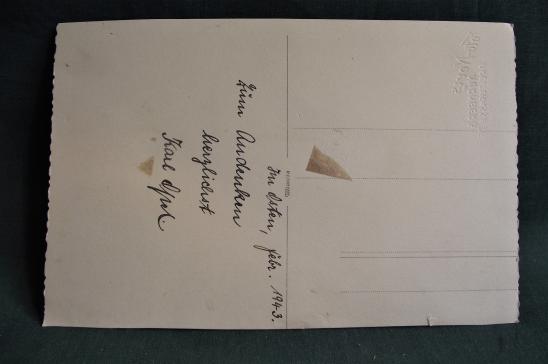 Im Osten, febr. 1943.
Zum Andenken
herzlichst
Karl